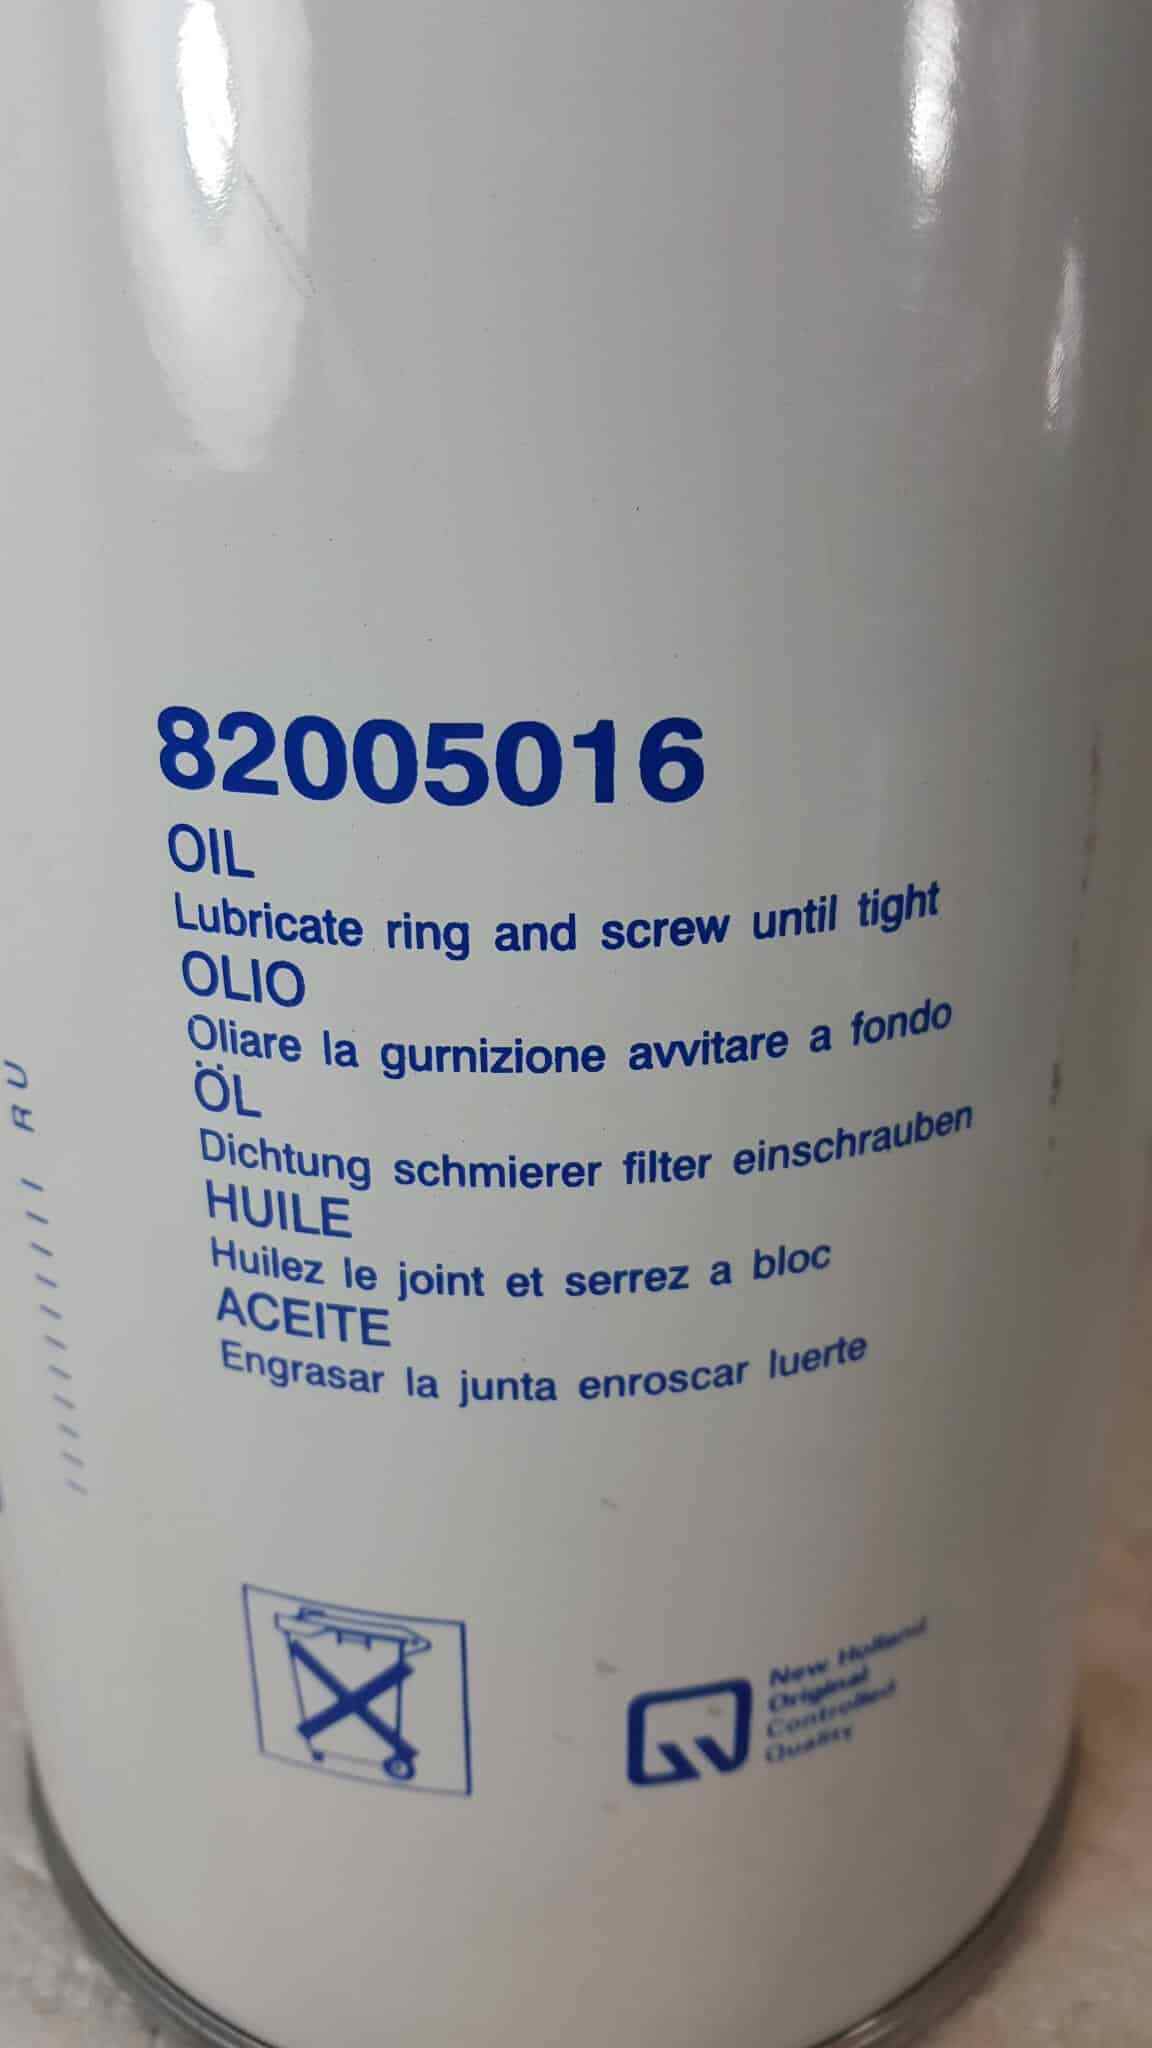 82005016
OIL
Lubricate ring and screw until tight
OLIO
Oliare la gurnizione avvitare a fondo
ÖL
Dichtung schmierer filter einschrauben
HUILE
Huilez le joint et serrez a bloc
ACEITE
Engrasar la junta enroscar luerte
New Holland
Original
Controlled
Quality